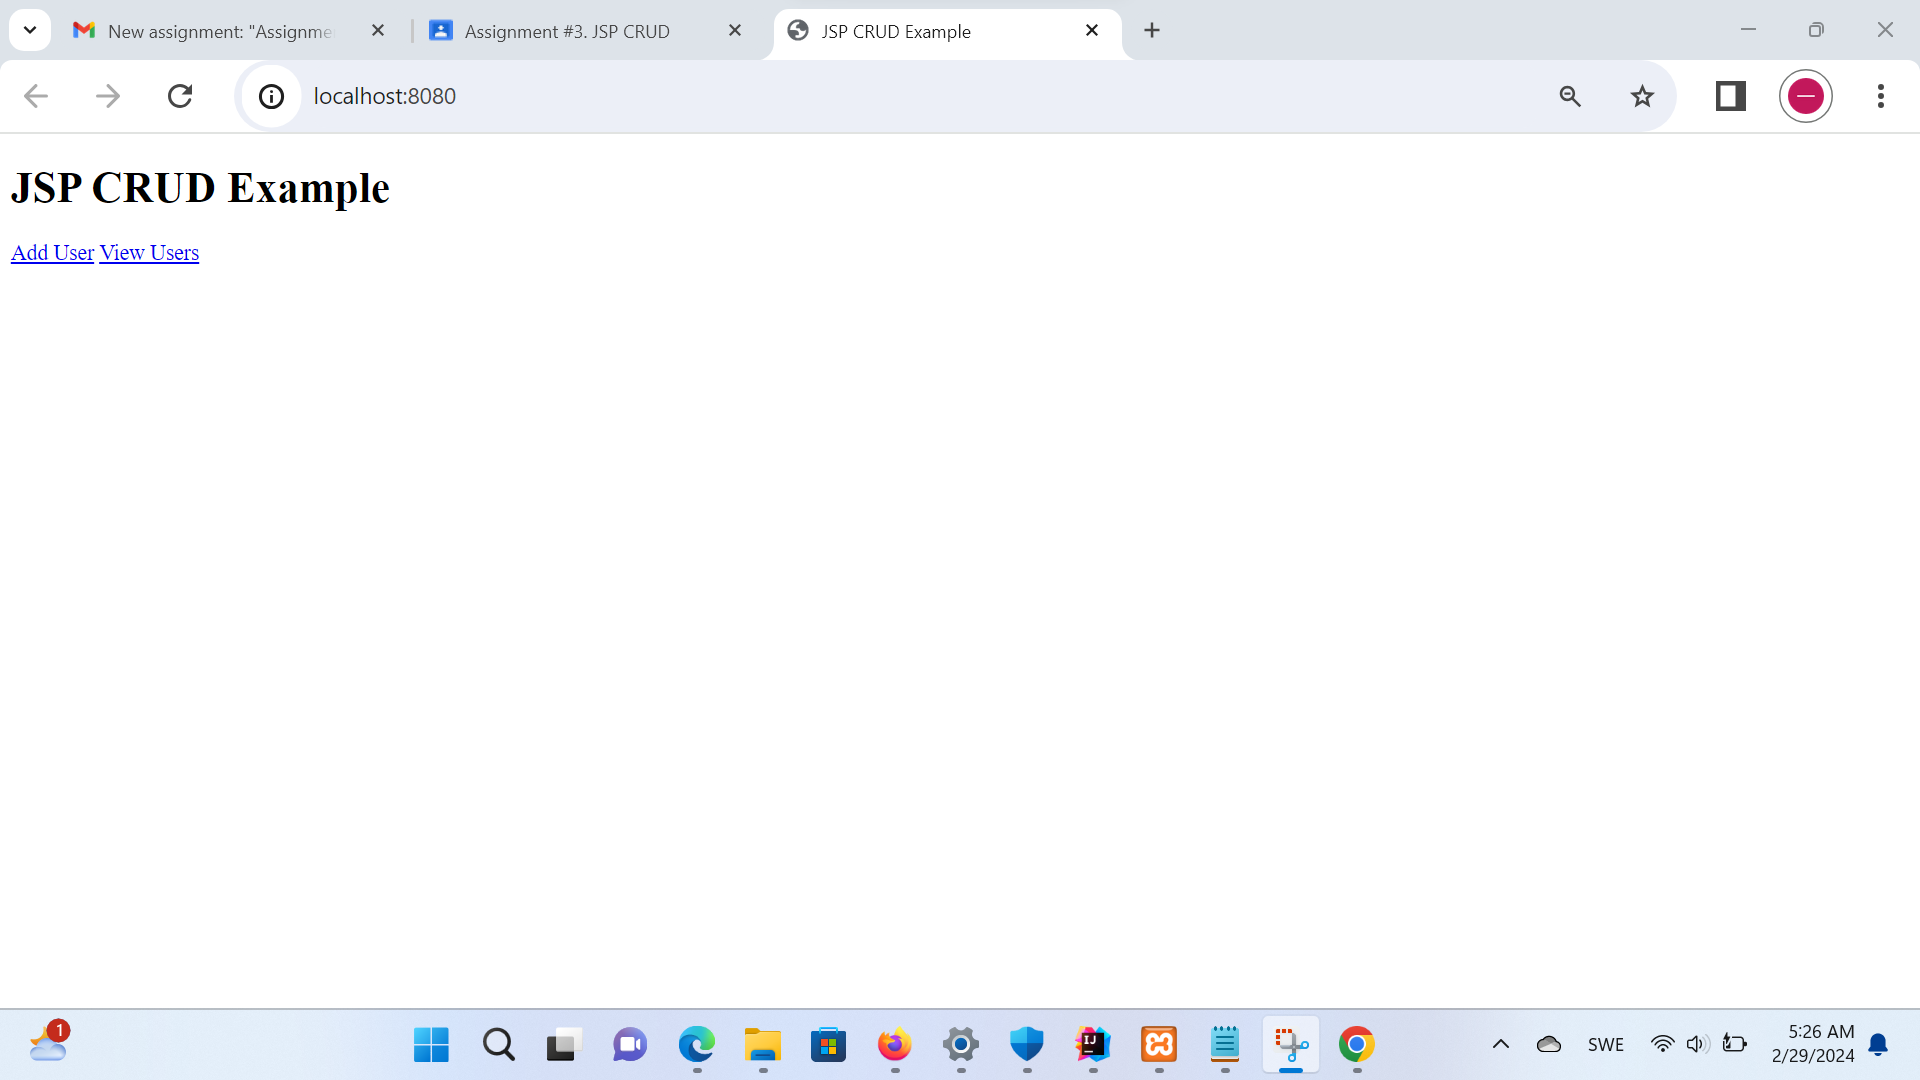 New assignment: "Assignme
Assignment #3. JSP CRUD
JSP CRUD Example
localhost:8080
JSP CRUD Example
Add User View Users
1
IJ
SWE
5:26 AM
2/29/2024